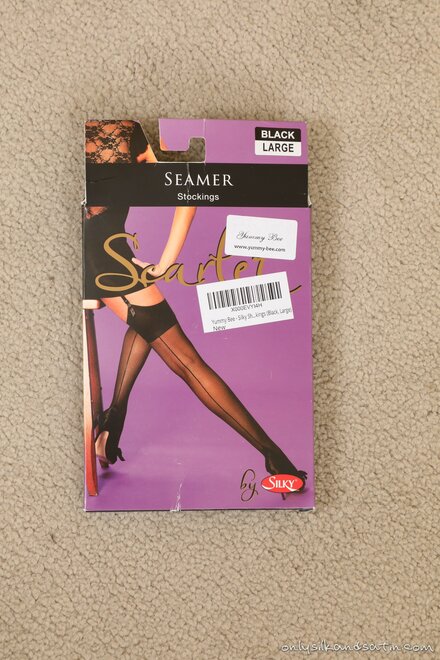 BLACK
LARGE
SEAMER
Stockings
Yummy Bee
www.yummy-bee.com
X000EVYI4H
Yummy Bee - Silky Sh...kings (Black, Large)
New
by SILKY
onlysilkandsatin.com